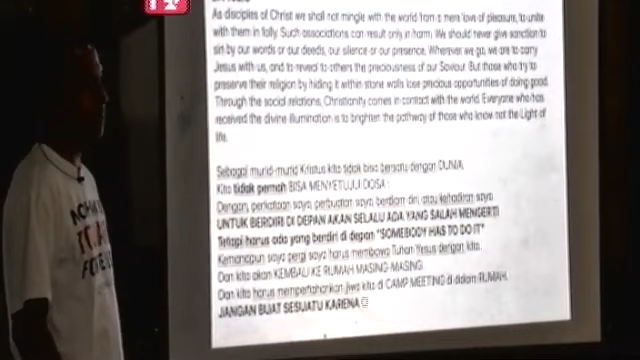 As disciples of Christ we shall not mingle with the world from a mere love of pleasure, to unite
with them in folly. Such associations can result only in harm. We should never give sanction to
sin by our words or our deeds, our silence or our presence. Wherever we go, we are to carry
Jesus with us, and to reveal to others the preciousness of our Saviour. But those who try to
preserve their religion by hiding it within stone walls lose precious opportunities of doing good.
Through the social relations, Christianity comes in contact with the world. Everyone who has
received the divine illumination is to brighten the pathway of those who know not the Light of
life.
Sebagai murid-murid Kristus kita tidak bisa bersatu dengan DUNIA.
Kita tidak pernah BISA MENYETUJUI DOSA :
Dengan, perkataan saya, perbuatan saya, berdiam diri atau kehadiran saya.
UNTUK BERDIRI DI DEPAN AKAN SELALU ADA YANG SALAH MENGERTI
Tetapi harus ada yang berdiri di depan "SOMEBODY HAS TO DO IT"
Kemanapun saya pergi saya harus membawa Tuhan Yesus dengan kita.
Dan kita akan KEMBALI KE RUMAH MASING-MASING.
Dan kita harus mempertaruhkan jiwa kita di CAMP MEETING di dalam RUMAH.
JANGAN BUAT SESUATU KARENA